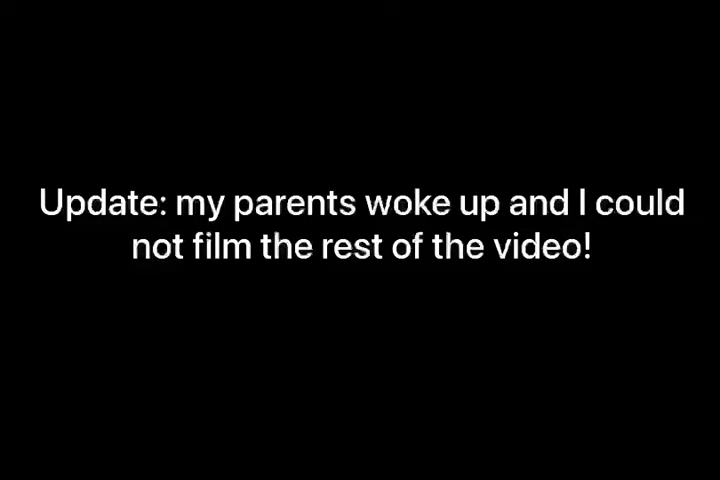 Update: my parents woke up and I could
not film the rest of the video!